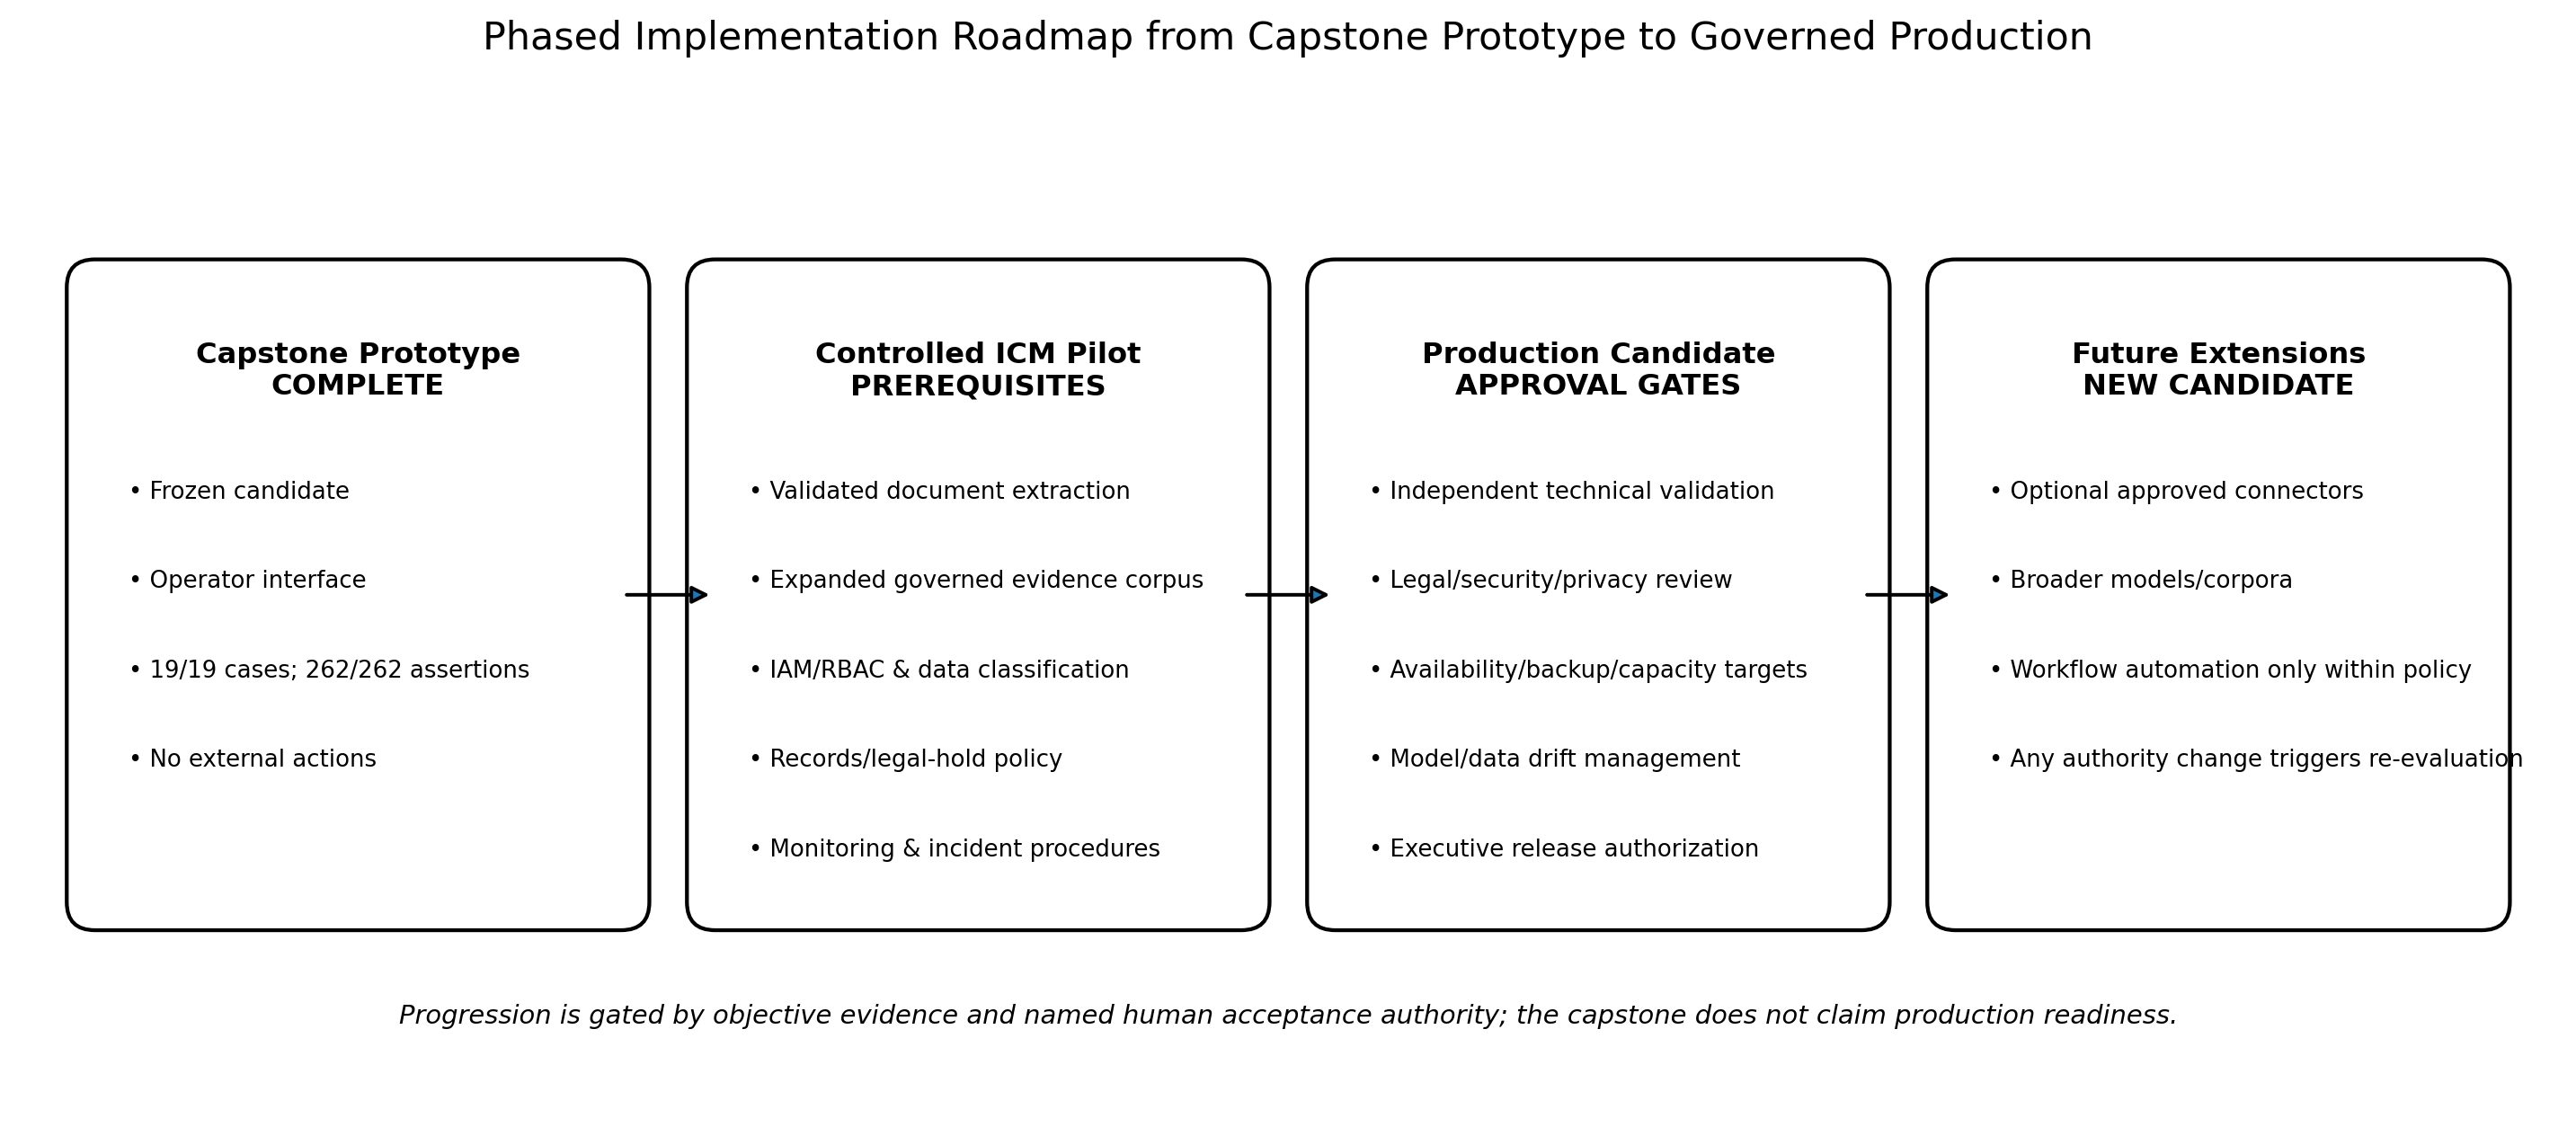 Phased Implementation Roadmap from Capstone Prototype to Governed Production
Capstone Prototype
COMPLETE
• Frozen candidate
• Operator interface
• 19/19 cases; 262/262 assertions
• No external actions
Controlled ICM Pilot
PREREQUISITES
• Validated document extraction
• Expanded governed evidence corpus
• IAM/RBAC & data classification
• Records/legal-hold policy
• Monitoring & incident procedures
Production Candidate
APPROVAL GATES
• Independent technical validation
• Legal/security/privacy review
• Availability/backup/capacity targets
• Model/data drift management
• Executive release authorization
Future Extensions
NEW CANDIDATE
• Optional approved connectors
• Broader models/corpora
• Workflow automation only within policy
• Any authority change triggers re-evaluation
Progression is gated by objective evidence and named human acceptance authority; the capstone does not claim production readiness.